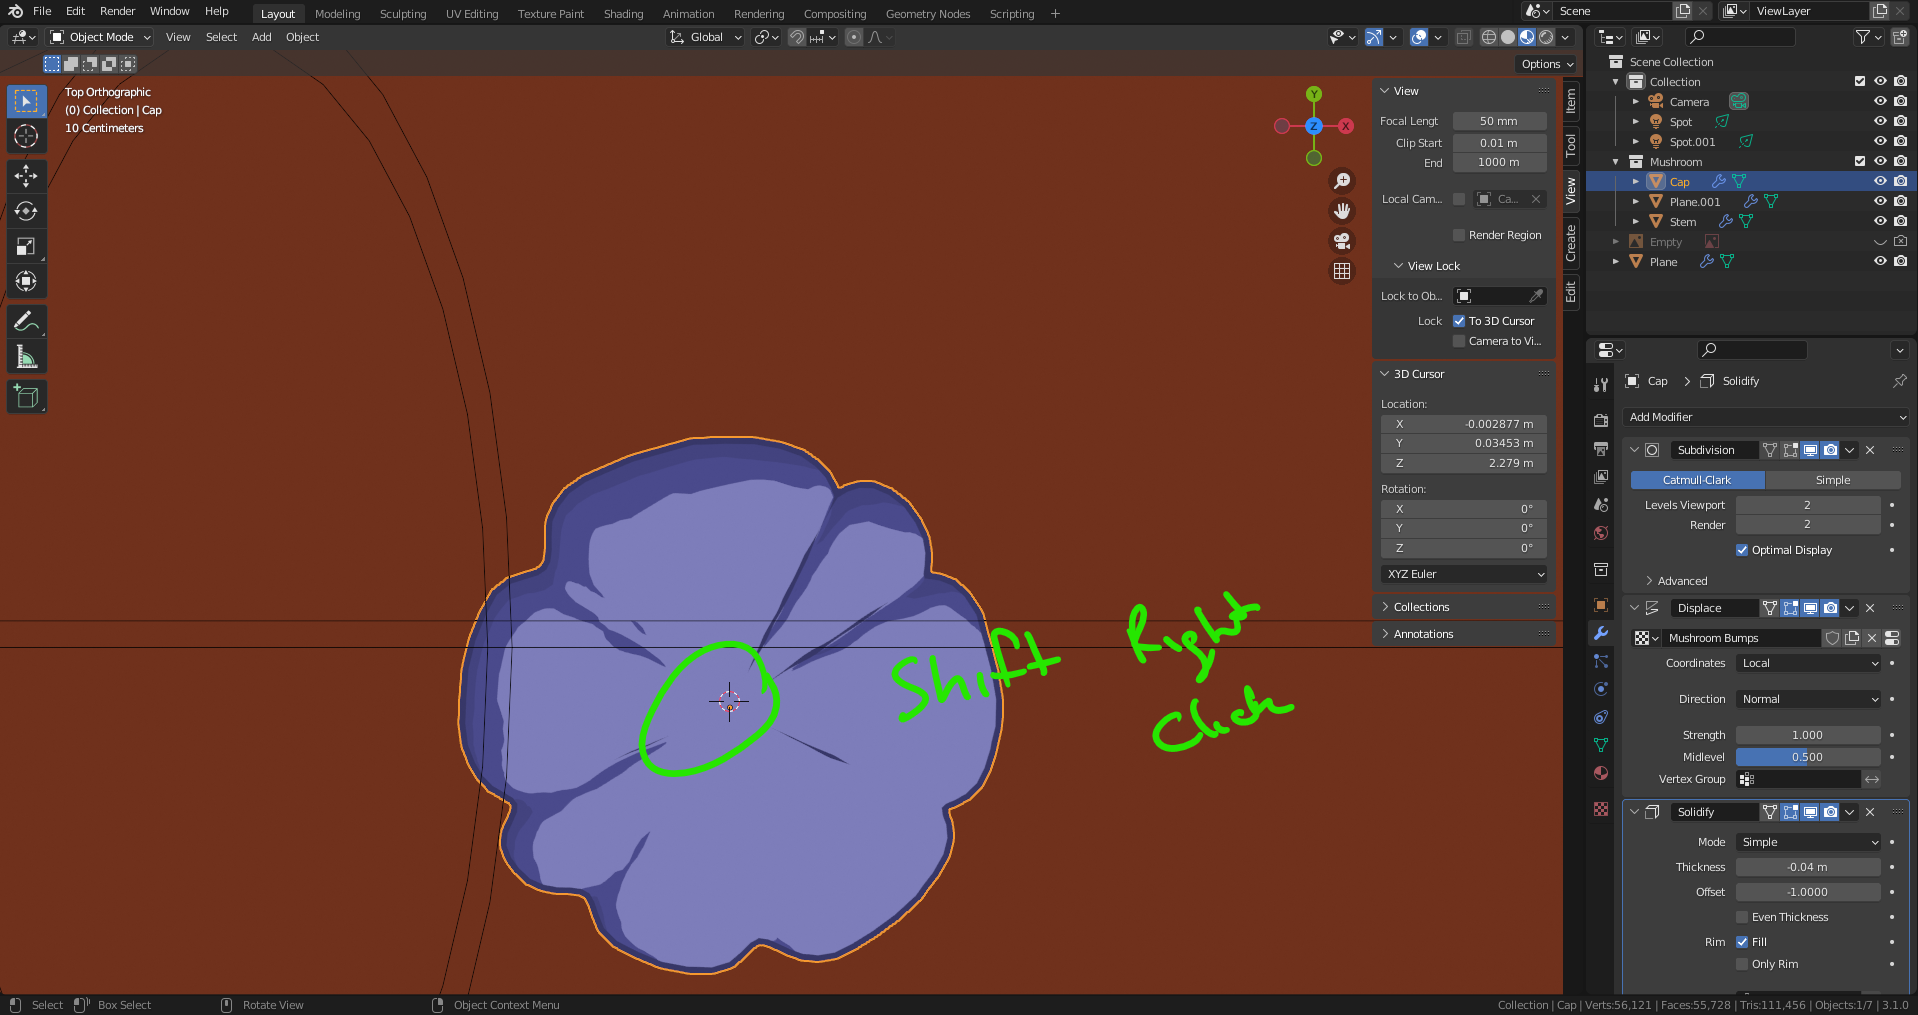 File Edit Render Window Help Layout Modeling Sculpting UV Editing Texture Paint Shading Animation Rendering Compositing Geometry Nodes Scripting + Scene ViewLayer
Object Mode View Select Add Object Global
Options
Top Orthographic
(0) Collection | Cap
10 Centimeters
Y
X
Z
View
Focal Lengt 50 mm
Clip Start 0.01 m
End 1000 m
Local Cam... Ca...
Render Region
View Lock
Lock to Ob...
Lock To 3D Cursor
Camera to Vi...
3D Cursor
Location:
X -0.002877 m
Y 0.03453 m
Z 2.279 m
Rotation:
X 0°
Y 0°
Z 0°
XYZ Euler
Collections
Annotations
Item
Tool
View
Create
Edit
Shift Right
Click
Scene Collection
Collection
Camera
Spot
Spot.001
Mushroom
Cap
Plane.001
Stem
Empty
Plane
Cap > Solidify
Add Modifier
Subdivision
Catmull-Clark Simple
Levels Viewport 2
Render 2
Optimal Display
Advanced
Displace
Mushroom Bumps
Coordinates Local
Direction Normal
Strength 1.000
Midlevel 0.500
Vertex Group
Solidify
Mode Simple
Thickness -0.04 m
Offset -1.0000
Even Thickness
Rim Fill
Only Rim
Select Box Select Rotate View Object Context Menu
Collection | Cap | Verts:56,121 | Faces:55,728 | Tris:111,456 | Objects:1/7 | 3.1.0